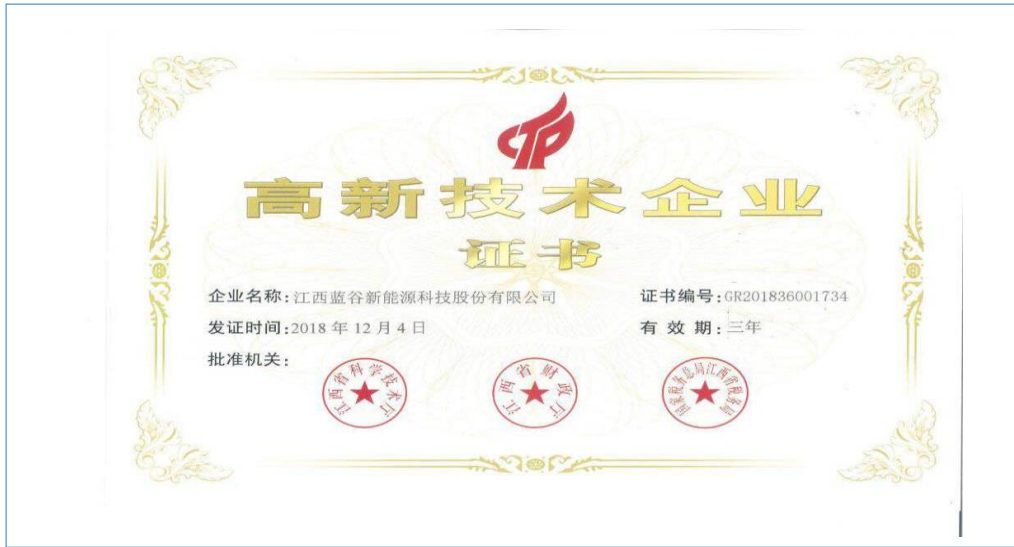 高新技术企业
证书
企业名称:江西蓝谷新能源科技股份有限公司
证书编号:GR201836001734
发证时间:2018 年 12 月 4 日
有 效 期:三年
批准机关:
江西省科学技术厅
江西省财政厅
国家税务总局江西省税务局